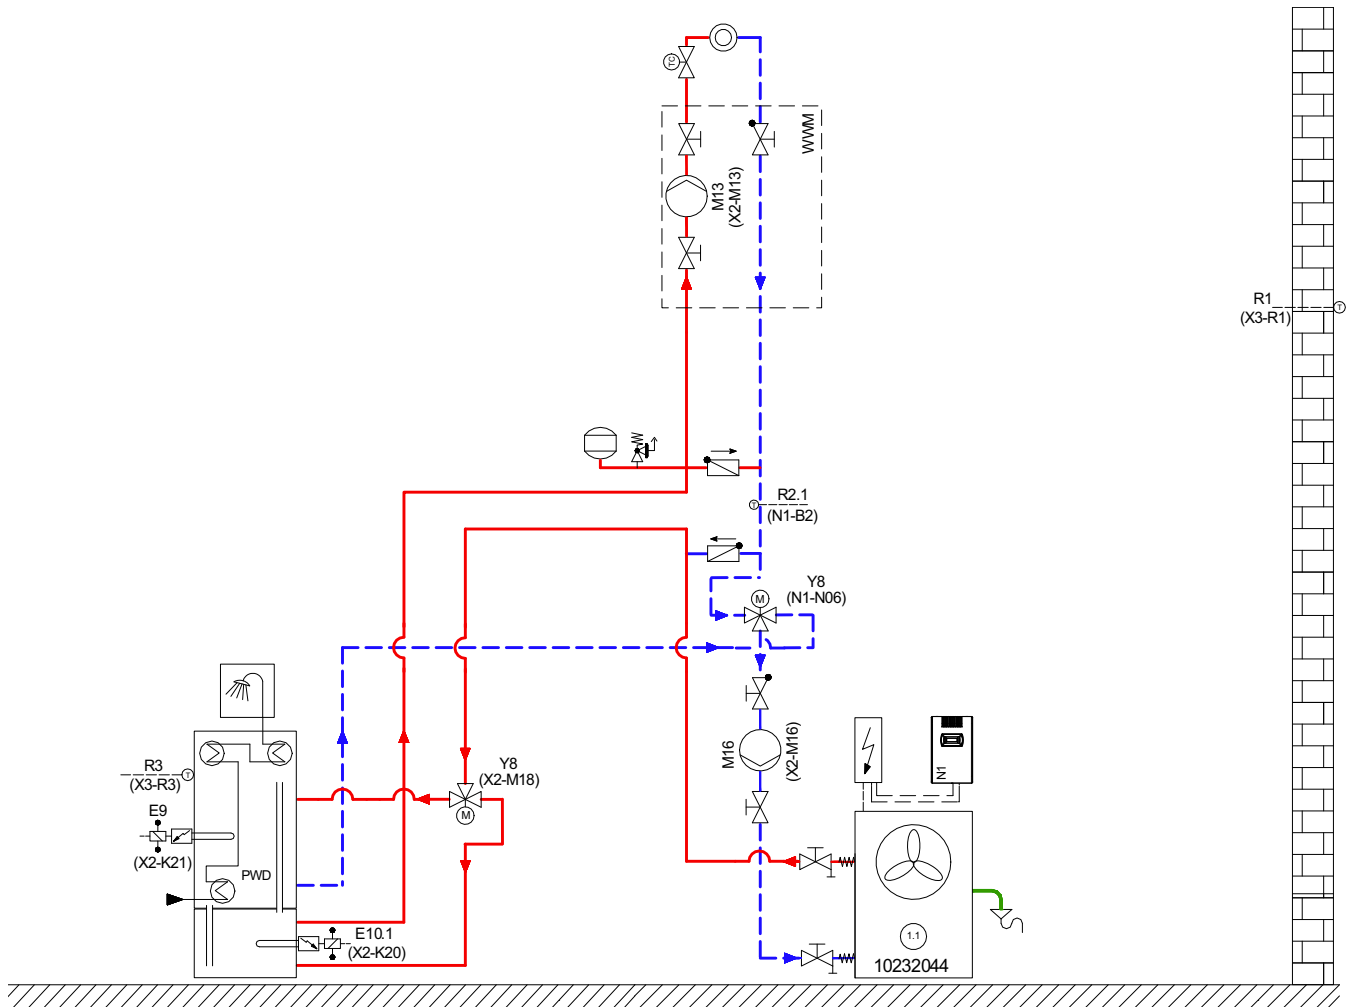 TC
WWM
M13
(X2-M13)
R1
(X3-R1)
T
R2.1
T
(N1-B2)
Y8
(N1-N06)
M
M16
(X2-M16)
N1
R3
(X3-R3)
T
Y8
(X2-M18)
M
E9
(X2-K21)
PWD
E10.1
(X2-K20)
1.1
10232044